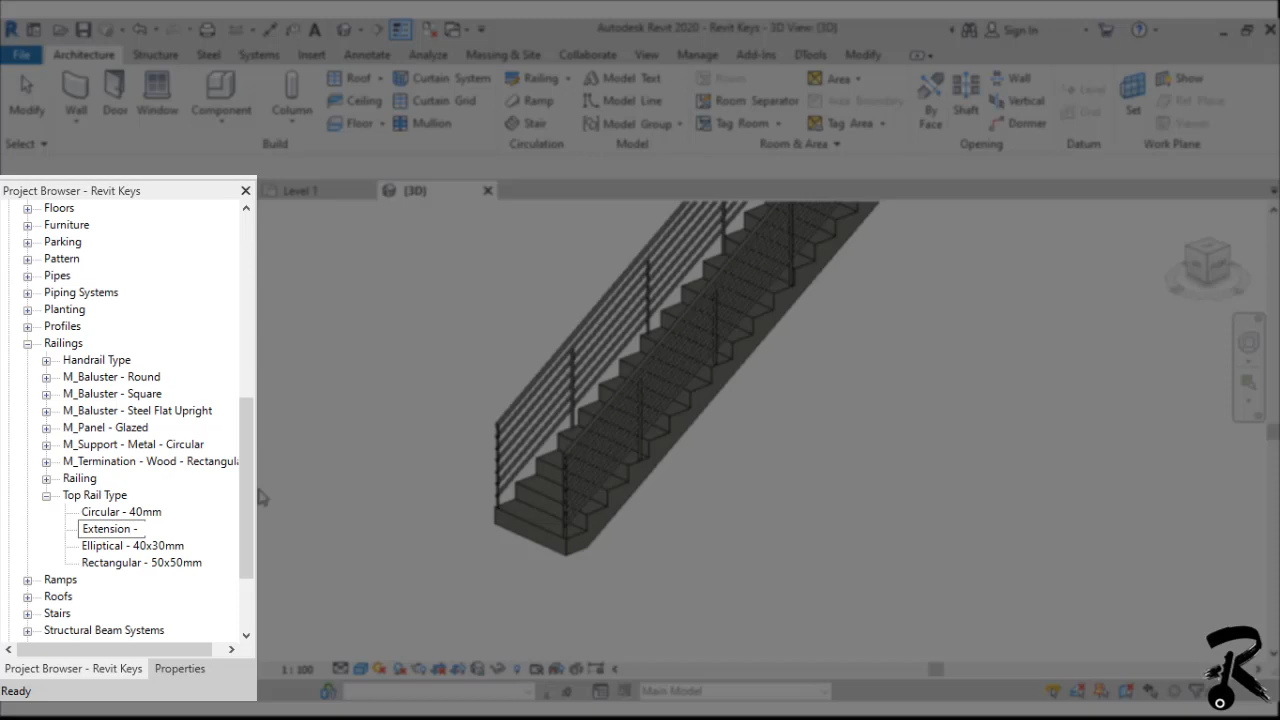 Autodesk Revit 2020 - Revit Keys - 3D View: {3D}
Sign In
File Architecture Structure Steel Systems Insert Annotate Analyze Massing & Site Collaborate View Manage Add-Ins DTools Modify
Modify
Wall
Door
Window
Component
Column
Roof
Ceiling
Floor
Curtain System
Curtain Grid
Mullion
Railing
Ramp
Stair
Model Text
Model Line
Model Group
Room
Room Separator
Tag Room
Area
Area Boundary
Tag Area
By
Face
Shaft
Wall
Vertical
Dormer
Level
Grid
Set
Show
Ref Plane
Viewer
Select Build Circulation Model Room & Area Opening Datum Work Plane
Project Browser - Revit Keys
Level 1
{3D}
Floors
Furniture
Parking
Pattern
Pipes
Piping Systems
Planting
Profiles
Railings
Handrail Type
M_Baluster - Round
M_Baluster - Square
M_Baluster - Steel Flat Upright
M_Panel - Glazed
M_Support - Metal - Circular
M_Termination - Wood - Rectangula
Railing
Top Rail Type
Circular - 40mm
Extension -
Elliptical - 40x30mm
Rectangular - 50x50mm
Ramps
Roofs
Stairs
Structural Beam Systems
Project Browser - Revit Keys Properties
1 : 100
Ready
:0
Main Model